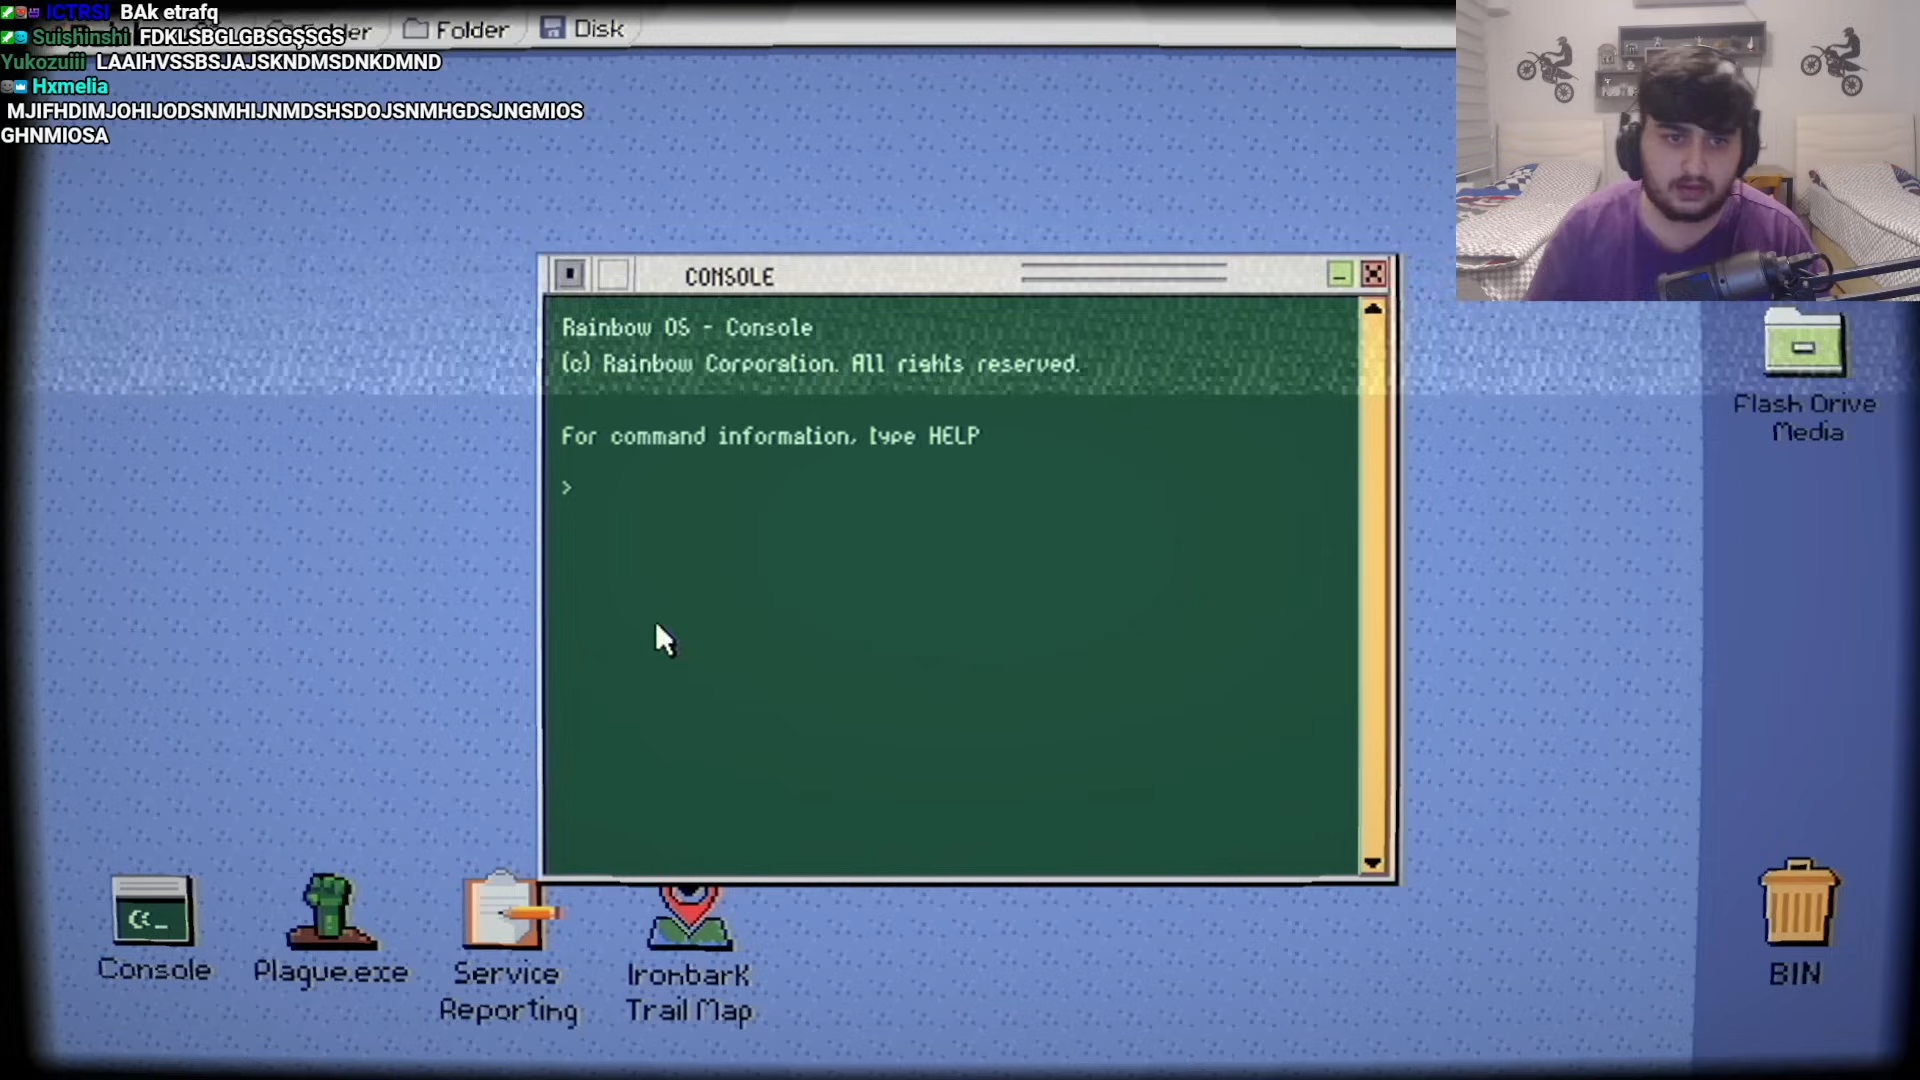 ICTRSI BAk etrafq
Suishinshi FDKLSBGLGBSGŞSGS
Yukozuiii LAAIHVSSBSJAJSKNDMSDNKDMND
Hxmelia
MJIFHDIMJOHIJODSNMHIJNMDSHSDOJSNMHGDSJNGMIOS
GHNMIOSA
Folder
Disk
CONSOLE
Rainbow OS - Console
(c) Rainbow Corporation. All rights reserved.
For command information, type HELP
>
Flash Drive
Media
Console
Plague.exe
Service
Reporting
Ironbark
Trail Map
BIN